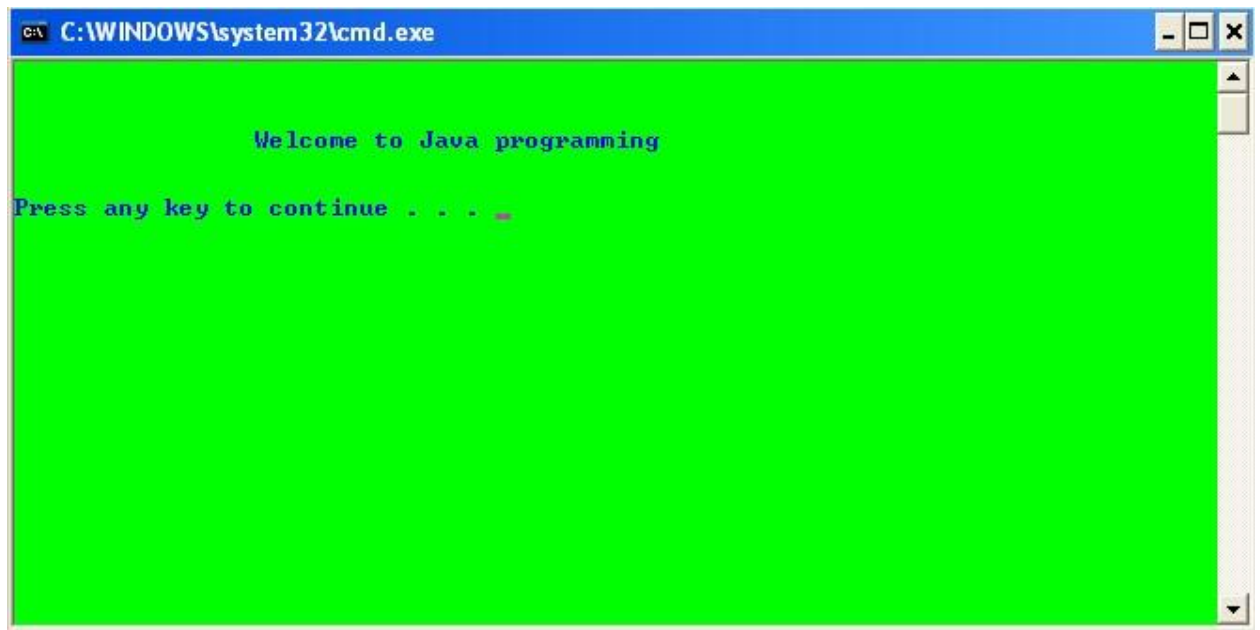 C:\WINDOWS\system32\cmd.exe
Welcome to Java programming
Press any key to continue . . . _